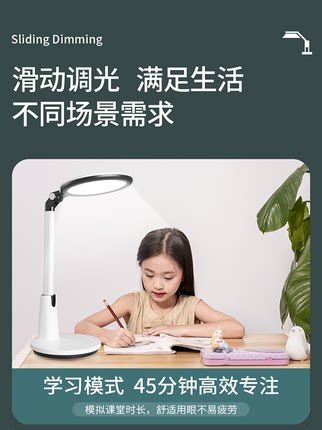 Sliding Dimming
滑动调光 满足生活
不同场景需求
学习模式 45分钟高效专注
模拟课堂时长，舒适用眼不易疲劳